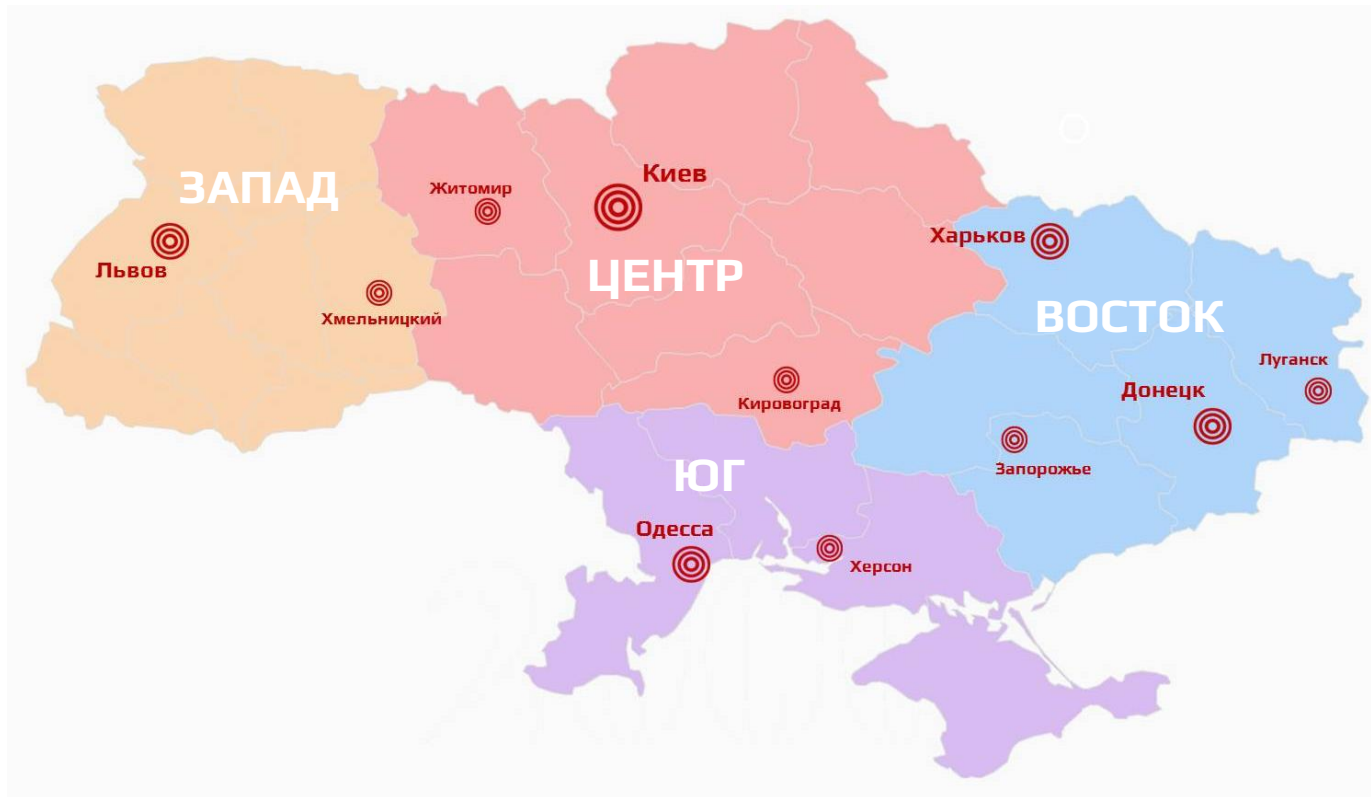 Киев
ЗАПАД
Житомир
Львов
Харьков
ЦЕНТР
Хмельницкий
ВОСТОК
Луганск
Донецк
Кировоград
Запорожье
ЮГ
Одесса
Херсон